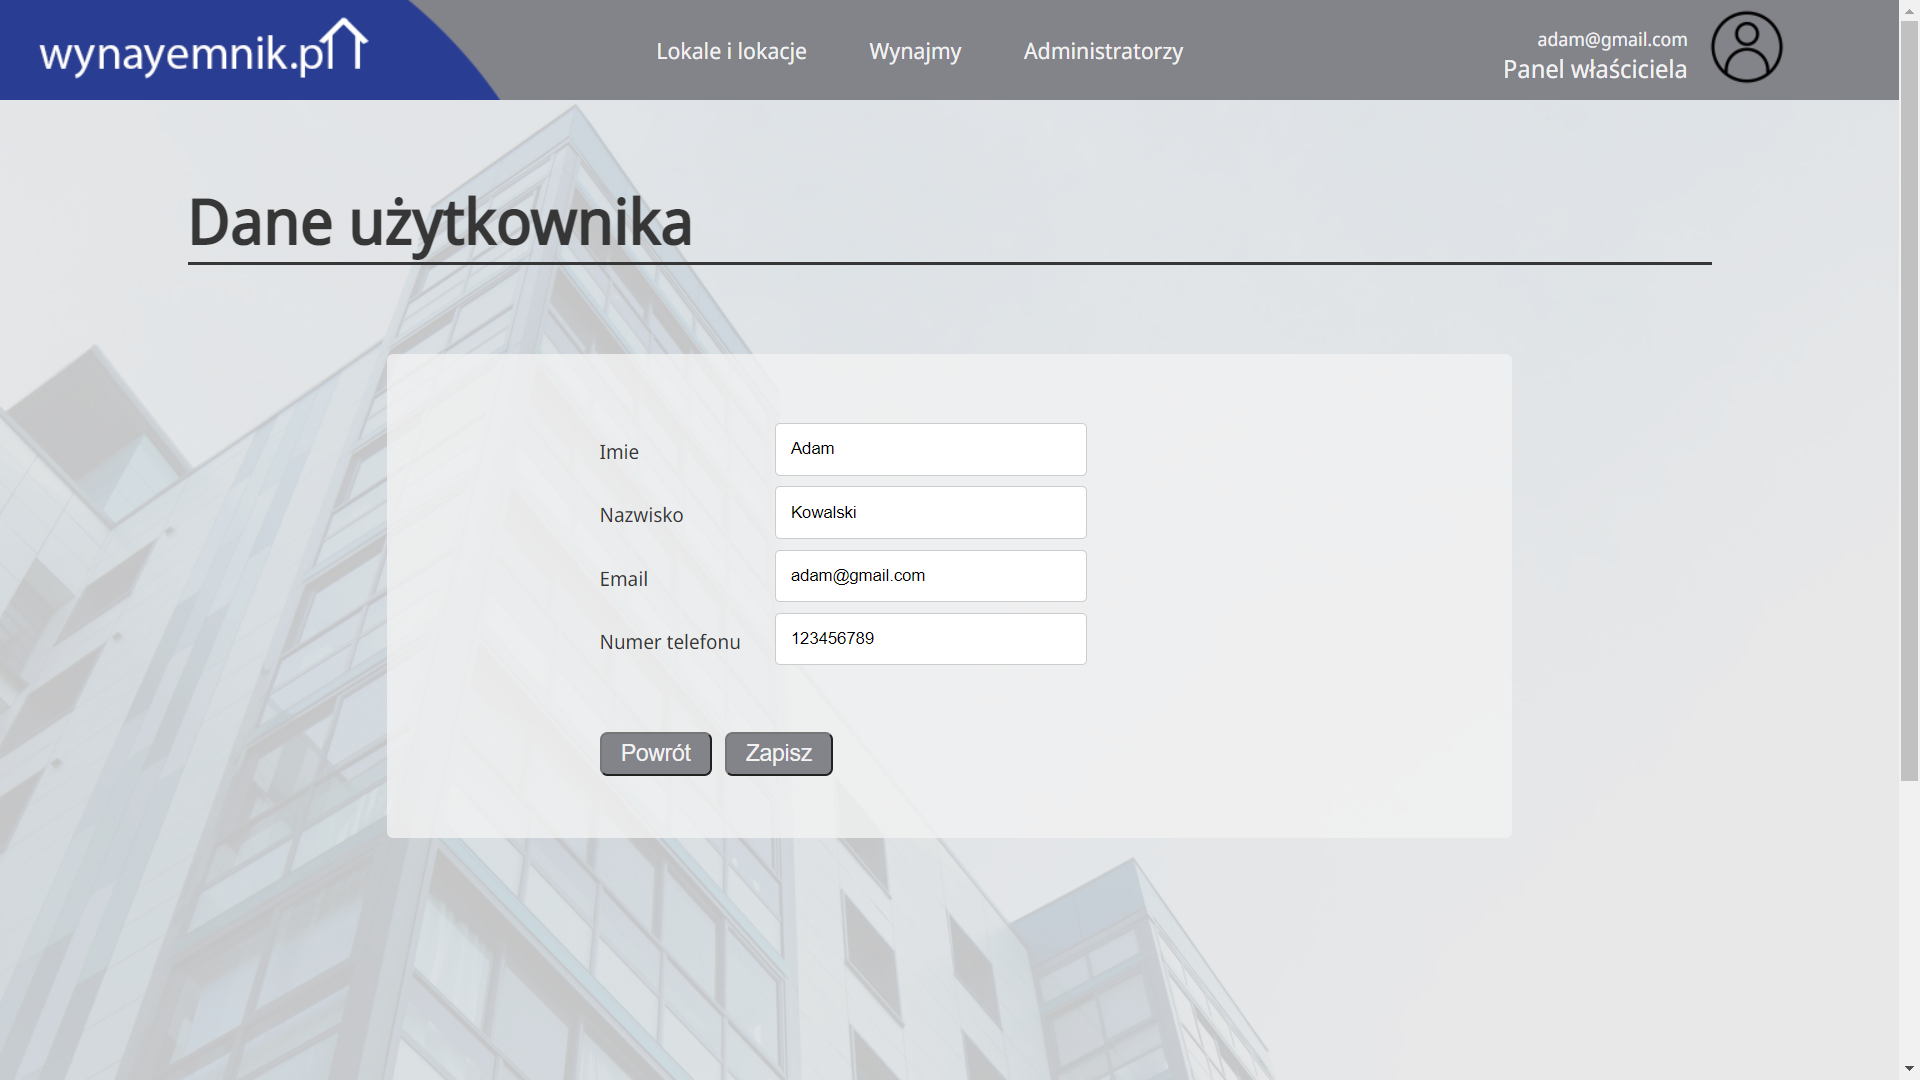 wynayemnik.pl
Lokale i lokacje
Wynajmy
Administratorzy
adam@gmail.com
Panel właściciela
Dane użytkownika
Imie
Adam
Nazwisko
Kowalski
Email
adam@gmail.com
Numer telefonu
123456789
Powrót
Zapisz